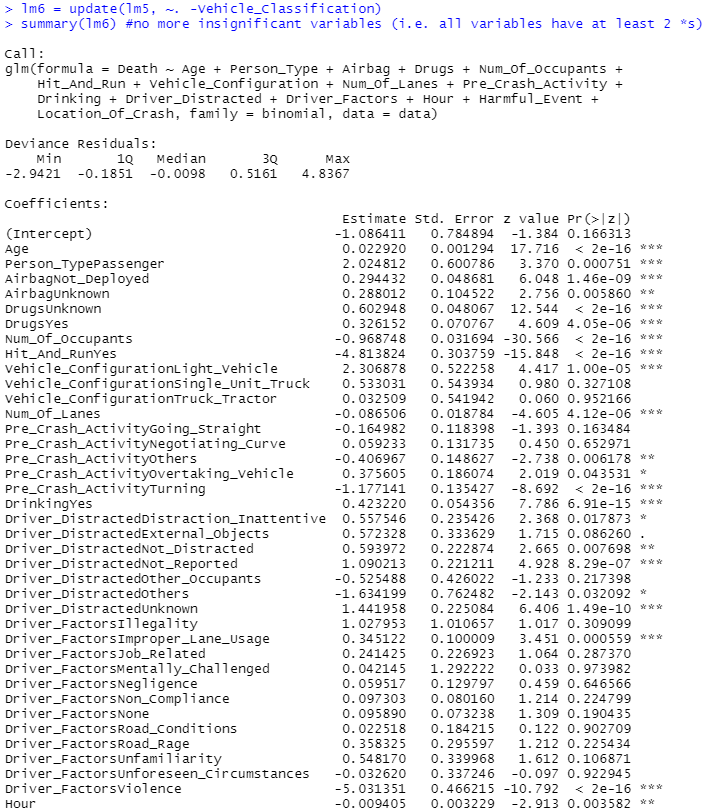 > lm6 = update(lm5, ~. -Vehicle_Classification)
> summary(lm6) #no more insignificant variables (i.e. all variables have at least 2 *s)
Call:
glm(formula = Death ~ Age + Person_Type + Airbag + Drugs + Num_Of_Occupants +
Hit_And_Run + Vehicle_Configuration + Num_Of_Lanes + Pre_Crash_Activity +
Drinking + Driver_Distracted + Driver_Factors + Hour + Harmful_Event +
Location_Of_Crash, family = binomial, data = data)
Deviance Residuals:
Min 1Q Median 3Q Max
-2.9421 -0.1851 -0.0098 0.5161 4.8367
Coefficients:
Estimate Std. Error z value Pr(>|z|)
(Intercept) -1.086411 0.784894 -1.384 0.166313
Age 0.022920 0.001294 17.716 < 2e-16 ***
Person_TypePassenger 2.024812 0.600786 3.370 0.000751 ***
AirbagNot_Deployed 0.294432 0.048681 6.048 1.46e-09 ***
AirbagUnknown 0.288012 0.104522 2.756 0.005860 **
DrugsUnknown 0.602948 0.048067 12.544 < 2e-16 ***
DrugsYes 0.326152 0.070767 4.609 4.05e-06 ***
Num_Of_Occupants -0.968748 0.031694 -30.566 < 2e-16 ***
Hit_And_RunYes -4.813824 0.303759 -15.848 < 2e-16 ***
Vehicle_ConfigurationLight_Vehicle 2.306878 0.522258 4.417 1.00e-05 ***
Vehicle_ConfigurationSingle_Unit_Truck 0.533031 0.543934 0.980 0.327108
Vehicle_ConfigurationTruck_Tractor 0.032509 0.541942 0.060 0.952166
Num_Of_Lanes -0.086506 0.018784 -4.605 4.12e-06 ***
Pre_Crash_ActivityGoing_Straight -0.164982 0.118398 -1.393 0.163484
Pre_Crash_ActivityNegotiating_Curve 0.059233 0.131735 0.450 0.652971
Pre_Crash_ActivityOthers -0.406967 0.148627 -2.738 0.006178 **
Pre_Crash_ActivityOvertaking_Vehicle 0.375605 0.186074 2.019 0.043531 *
Pre_Crash_ActivityTurning -1.177141 0.135427 -8.692 < 2e-16 ***
DrinkingYes 0.423220 0.054356 7.786 6.91e-15 ***
Driver_DistractedDistraction_Inattentive 0.557546 0.235426 2.368 0.017873 *
Driver_DistractedExternal_Objects 0.572328 0.333629 1.715 0.086260 .
Driver_DistractedNot_Distracted 0.593972 0.222874 2.665 0.007698 **
Driver_DistractedNot_Reported 1.090213 0.221211 4.928 8.29e-07 ***
Driver_DistractedOther_Occupants -0.525488 0.426022 -1.233 0.217398
Driver_DistractedOthers -1.634199 0.762482 -2.143 0.032092 *
Driver_DistractedUnknown 1.441958 0.225084 6.406 1.49e-10 ***
Driver_FactorsIllegality 1.027953 1.010657 1.017 0.309099
Driver_FactorsImproper_Lane_Usage 0.345122 0.100009 3.451 0.000559 ***
Driver_FactorsJob_Related 0.241425 0.226923 1.064 0.287370
Driver_FactorsMentally_Challenged 0.042145 1.292222 0.033 0.973982
Driver_FactorsNegligence 0.059517 0.129797 0.459 0.646566
Driver_FactorsNon_Compliance 0.097303 0.080160 1.214 0.224799
Driver_FactorsNone 0.095890 0.073238 1.309 0.190435
Driver_FactorsRoad_Conditions 0.022518 0.184215 0.122 0.902709
Driver_FactorsRoad_Rage 0.358325 0.295597 1.212 0.225434
Driver_FactorsUnfamiliarity 0.548170 0.339968 1.612 0.106871
Driver_FactorsUnforeseen_Circumstances -0.032620 0.337246 -0.097 0.922945
Driver_FactorsViolence -5.031351 0.466215 -10.792 < 2e-16 ***
Hour -0.009405 0.003229 -2.913 0.003582 **